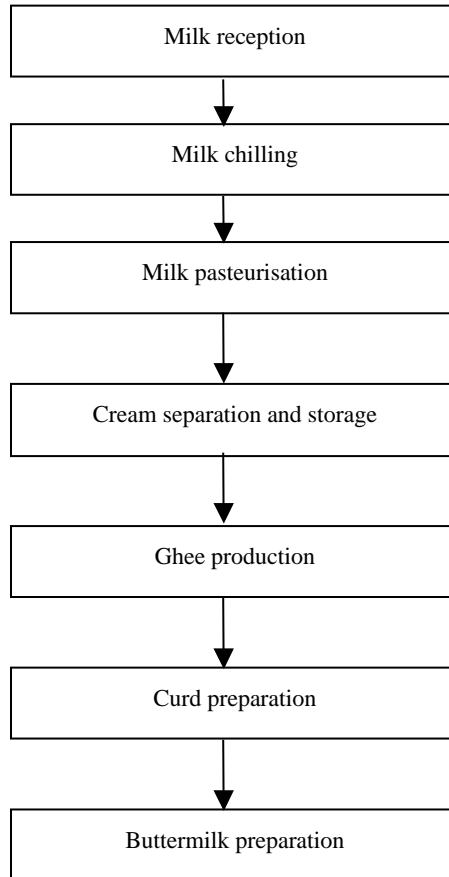 Milk reception
Milk chilling
Milk pasteurisation
Cream separation and storage
Ghee production
Curd preparation
Buttermilk preparation